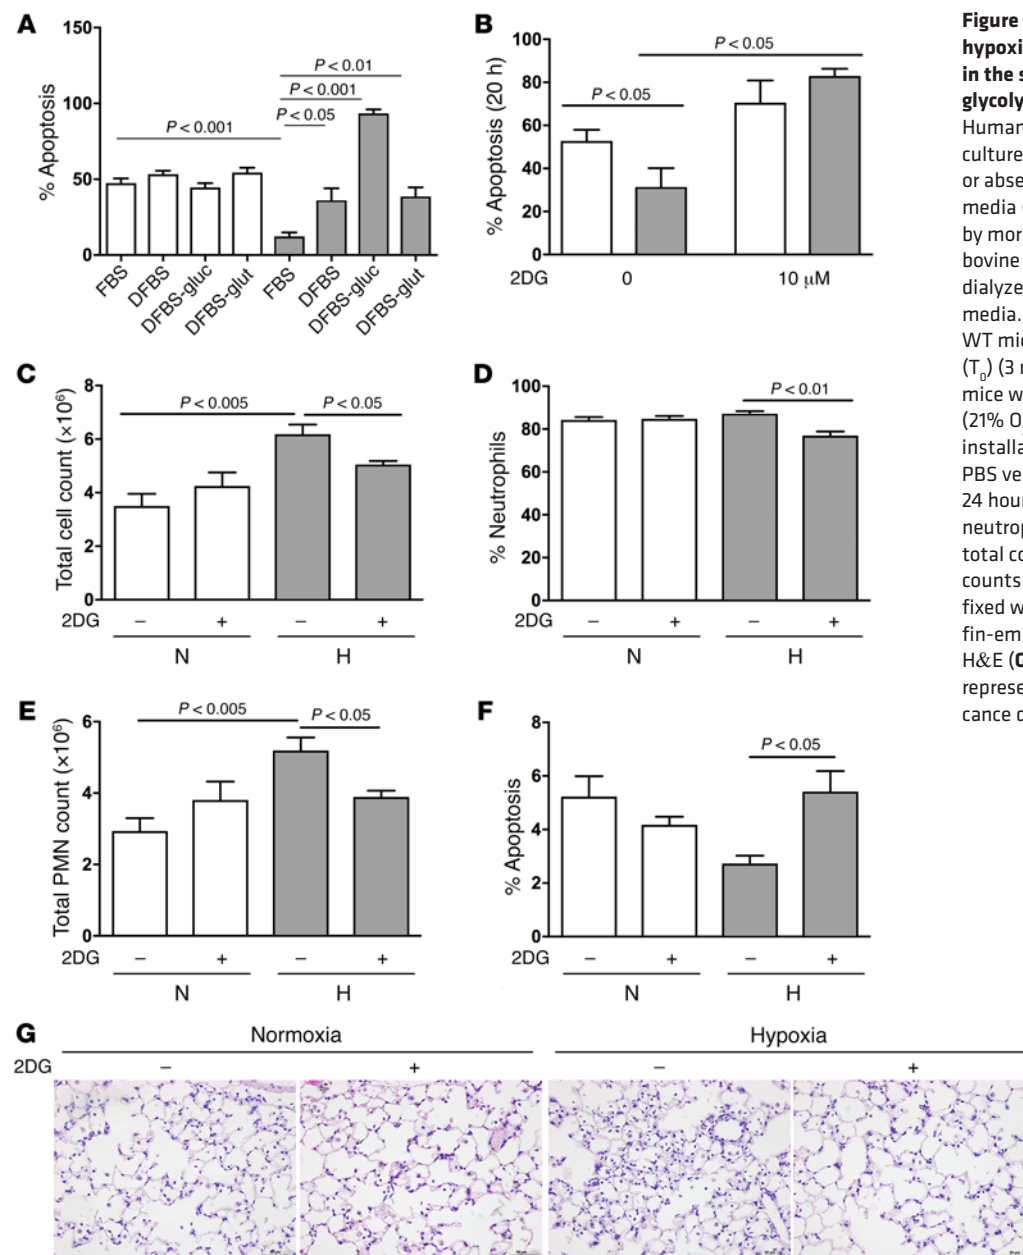 A
150
100
50
0
% Apoptosis
P < 0.01
P < 0.001
P < 0.05
P < 0.001
FBS
DFBS
DFBS-gluc
DFBS-glut
FBS
DFBS
DFBS-gluc
DFBS-glut
B
100
80
60
40
20
0
% Apoptosis (20 h)
P < 0.05
P < 0.05
2DG 0 10 μM
C
8
6
4
2
0
Total cell count (×10⁶)
P < 0.005
P < 0.05
2DG – + – +
N H
D
100
80
60
40
20
0
% Neutrophils
P < 0.01
2DG – + – +
N H
E
6
4
2
0
Total PMN count (×10⁶)
P < 0.005
P < 0.05
2DG – + – +
N H
F
8
6
4
2
0
% Apoptosis
P < 0.05
2DG – + – +
N H
G
Normoxia Hypoxia
2DG – + – +
Figure
hypoxi
in the s
glycoly
Human
culture
or abse
media (
by mor
bovine
dialyze
media.
WT mic
(T₀) (3 r
mice w
(21% O
installa
PBS ve
24 hour
neutrop
total co
counts
fixed w
fin-em
H&E (
represe
cance d